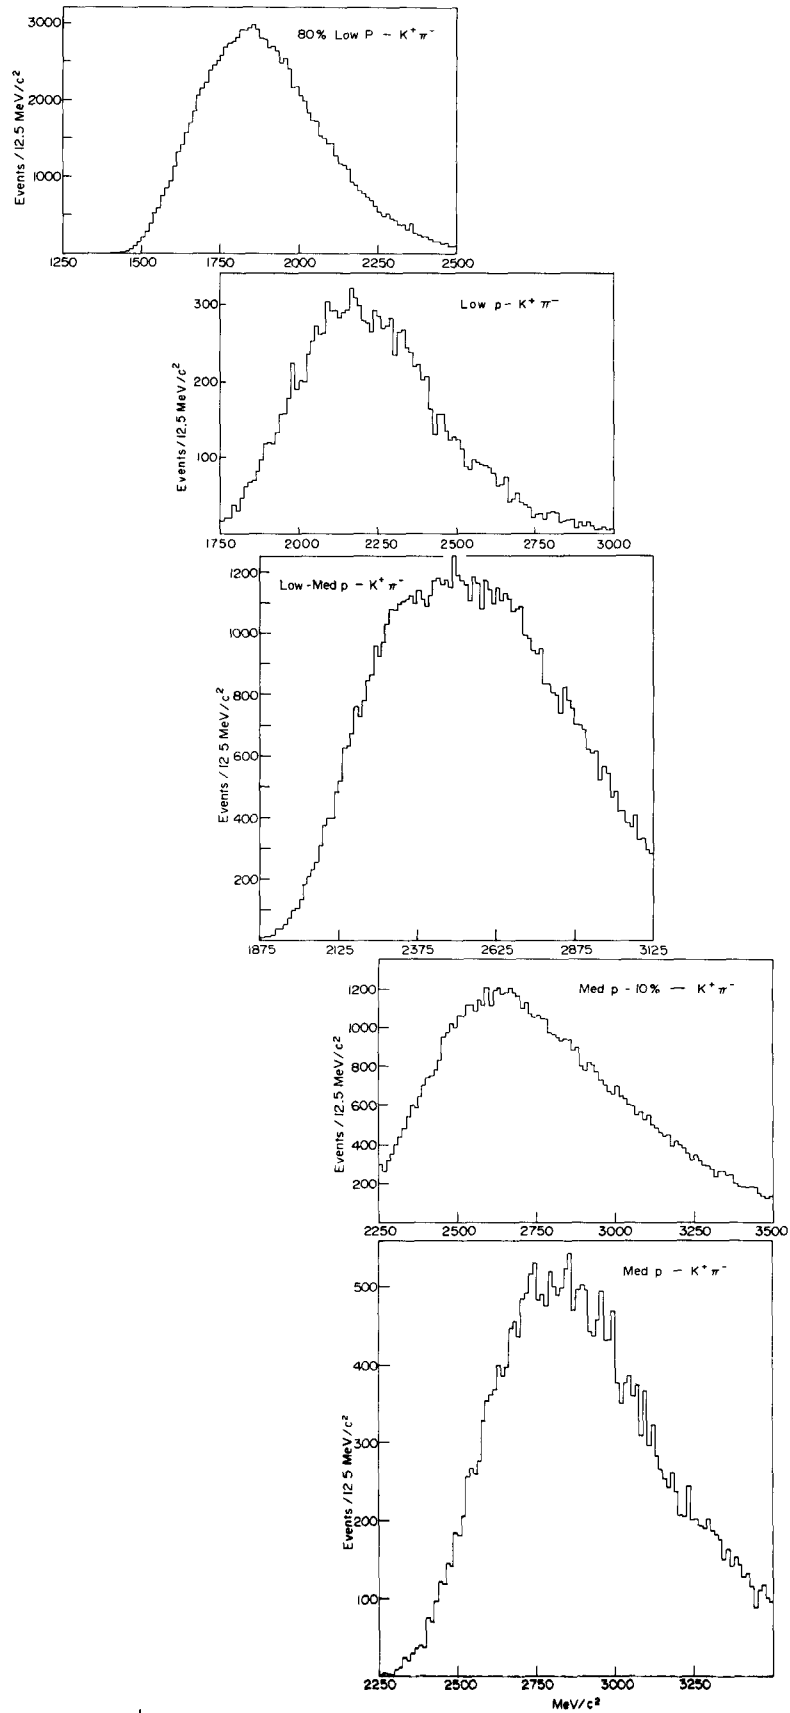 3000
80% Low P – K⁺π⁻
2000
1000
Events / 12.5 MeV/c²
1250 1500 1750 2000 2250 2500
300
Low p – K⁺π⁻
200
100
Events / 12.5 MeV/c²
1750 2000 2250 2500 2750 3000
1200
Low-Med p – K⁺π⁻
1000
800
600
400
200
Events / 12 5 MeV/c²
1875 2125 2375 2625 2875 3125
1200
Med p – 10% — K⁺π⁻
1000
800
600
400
200
Events / 12.5 MeV/c²
2250 2500 2750 3000 3250 3500
500
Med p – K⁺π⁻
400
300
200
100
Events / 12 5 MeV/c²
2250 2500 2750 3000 3250
MeV/c²